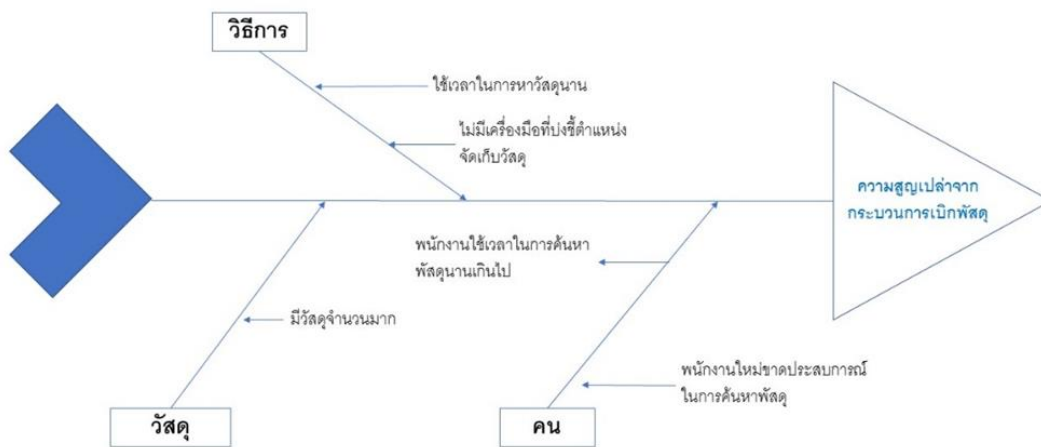 วิธีการ
ใช้เวลาในการหาวัสดุนาน
ไม่มีเครื่องมือที่บ่งชี้ตำแหน่ง
จัดเก็บวัสดุ
ความสูญเปล่าจาก
กระบวนการเบิกพัสดุ
พนักงานใช้เวลาในการค้นหา
พัสดุนานเกินไป
มีวัสดุจำนวนมาก
พนักงานใหม่ขาดประสบการณ์
ในการค้นหาพัสดุ
วัสดุ
คน